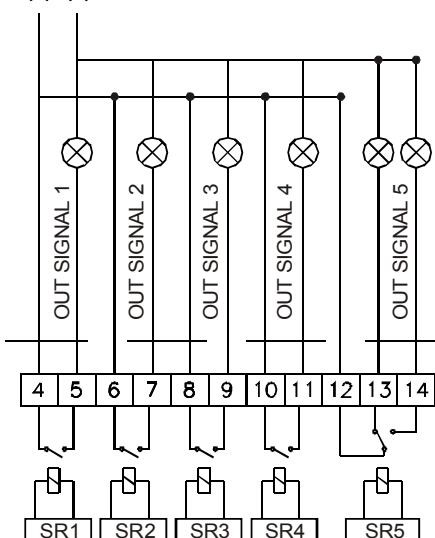 OUT SIGNAL 1
OUT SIGNAL 2
OUT SIGNAL 3
OUT SIGNAL 4
OUT SIGNAL 5
4 5 6 7 8 9 10 11 12 13 14
SR1 SR2 SR3 SR4 SR5